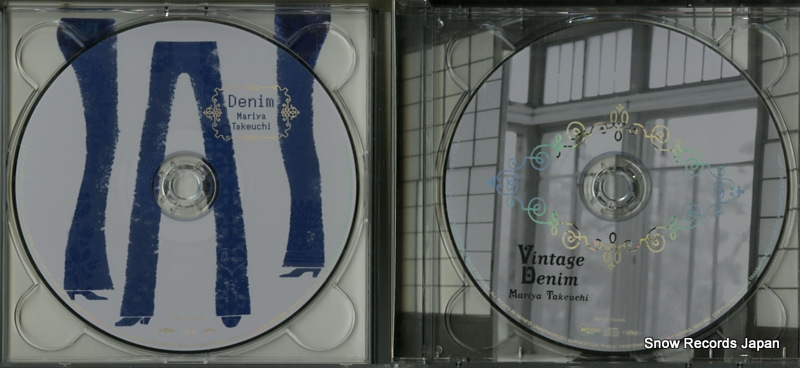 Denim
Mariya
Takeuchi
Vintage
Denim
Mariya Takeuchi
Snow Records Japan